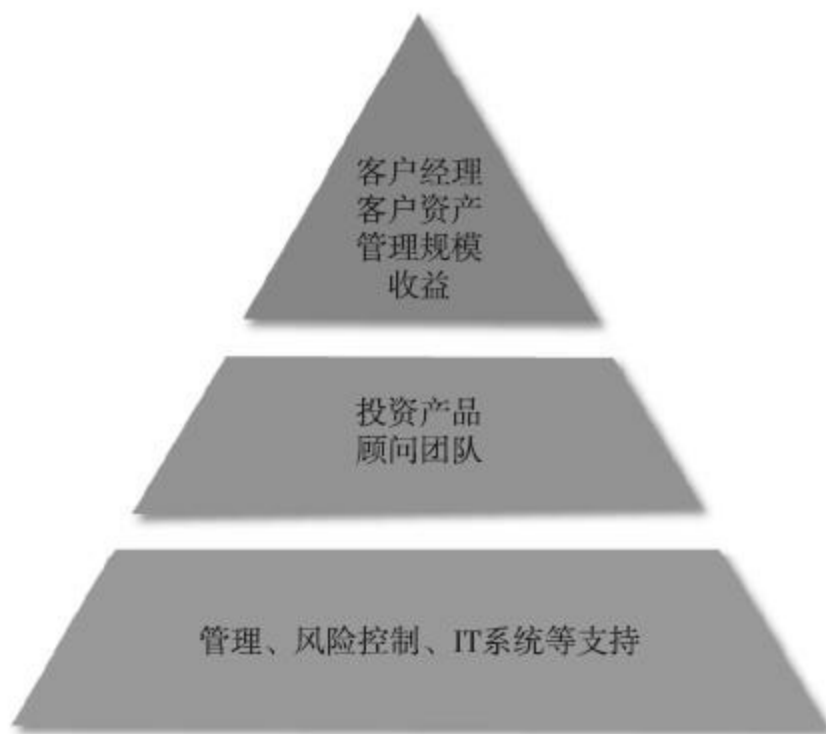 客户经理
客户资产
管理规模
收益
投资产品
顾问团队
管理、风险控制、IT系统等支持